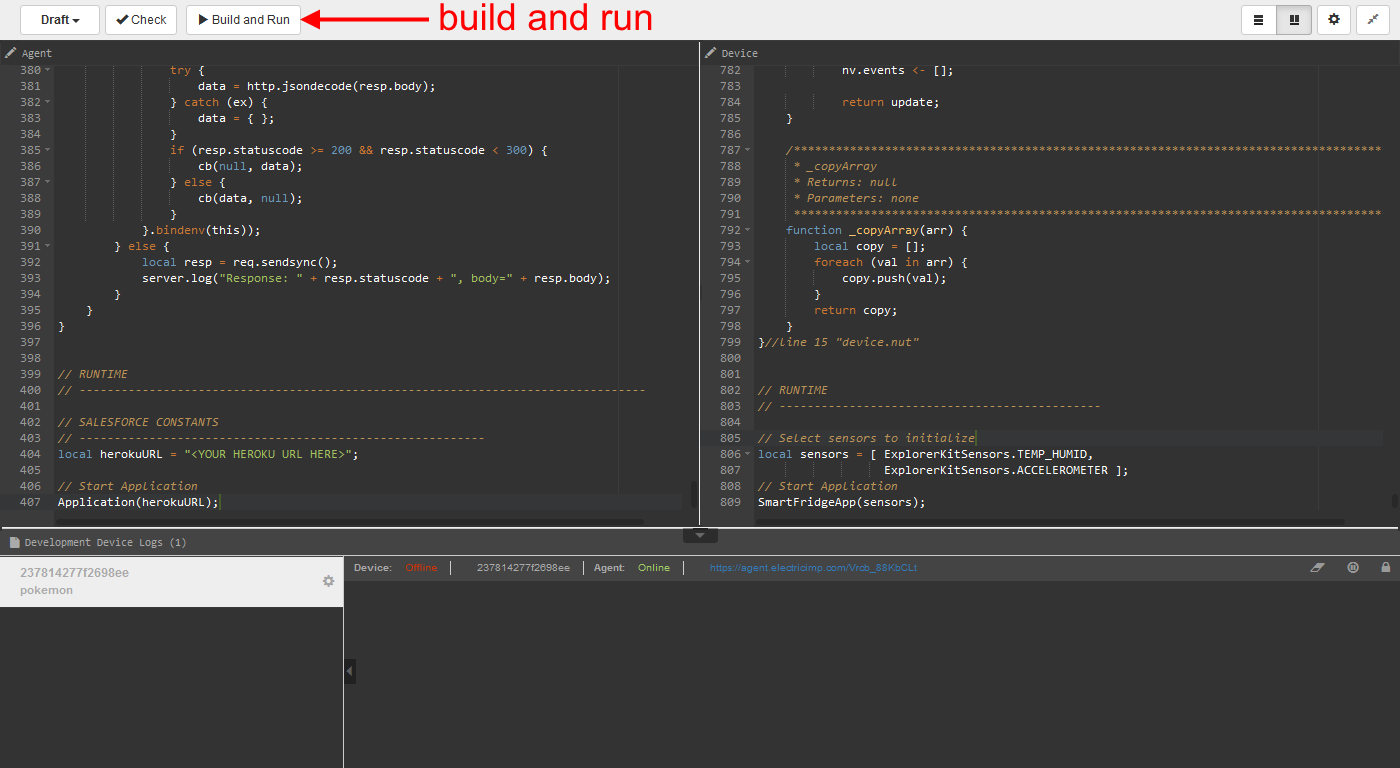 Draft
Check
Build and Run
build and run
Agent
380 try {
381 data = http.jsondecode(resp.body);
382 } catch (ex) {
383 data = { };
384 }
385 if (resp.statuscode >= 200 && resp.statuscode < 300) {
386 cb(null, data);
387 } else {
388 cb(data, null);
389 }
390 }.bindenv(this));
391 } else {
392 local resp = req.sendsync();
393 server.log("Response: " + resp.statuscode + ", body=" + resp.body);
394 }
395 }
396 }
397
398
399 // RUNTIME
400 // ---------------------------------------------------------------------------------
401
402 // SALESFORCE CONSTANTS
403 // ----------------------------------------------------------
404 local herokuURL = "<YOUR HEROKU URL HERE>";
405
406 // Start Application
407 Application(herokuURL);
Device
782 nv.events <- [];
783
784 return update;
785 }
786
787 /************************************************************************************
788 * _copyArray
789 * Returns: null
790 * Parameters: none
791 ************************************************************************************
792 function _copyArray(arr) {
793 local copy = [];
794 foreach (val in arr) {
795 copy.push(val);
796 }
797 return copy;
798 }
799 }//line 15 "device.nut"
800
801
802 // RUNTIME
803 // ----------------------------------------------
804
805 // Select sensors to initialize
806 local sensors = [ ExplorerKitSensors.TEMP_HUMID,
807 ExplorerKitSensors.ACCELEROMETER ];
808 // Start Application
809 SmartFridgeApp(sensors);
Development Device Logs (1)
237814277f2698ee
pokemon
Device: Offline 237814277f2698ee Agent: Online